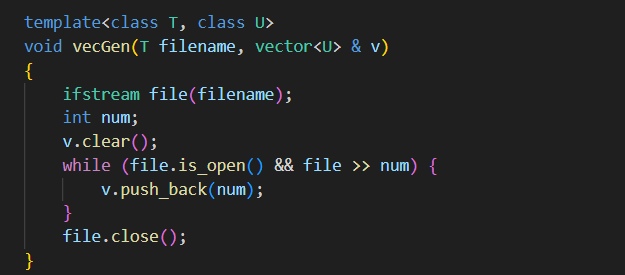 template<class T, class U>
void vecGen(T filename, vector<U> & v)
{
    ifstream file(filename);
    int num;
    v.clear();
    while (file.is_open() && file >> num) {
        v.push_back(num);
    }
    file.close();
}